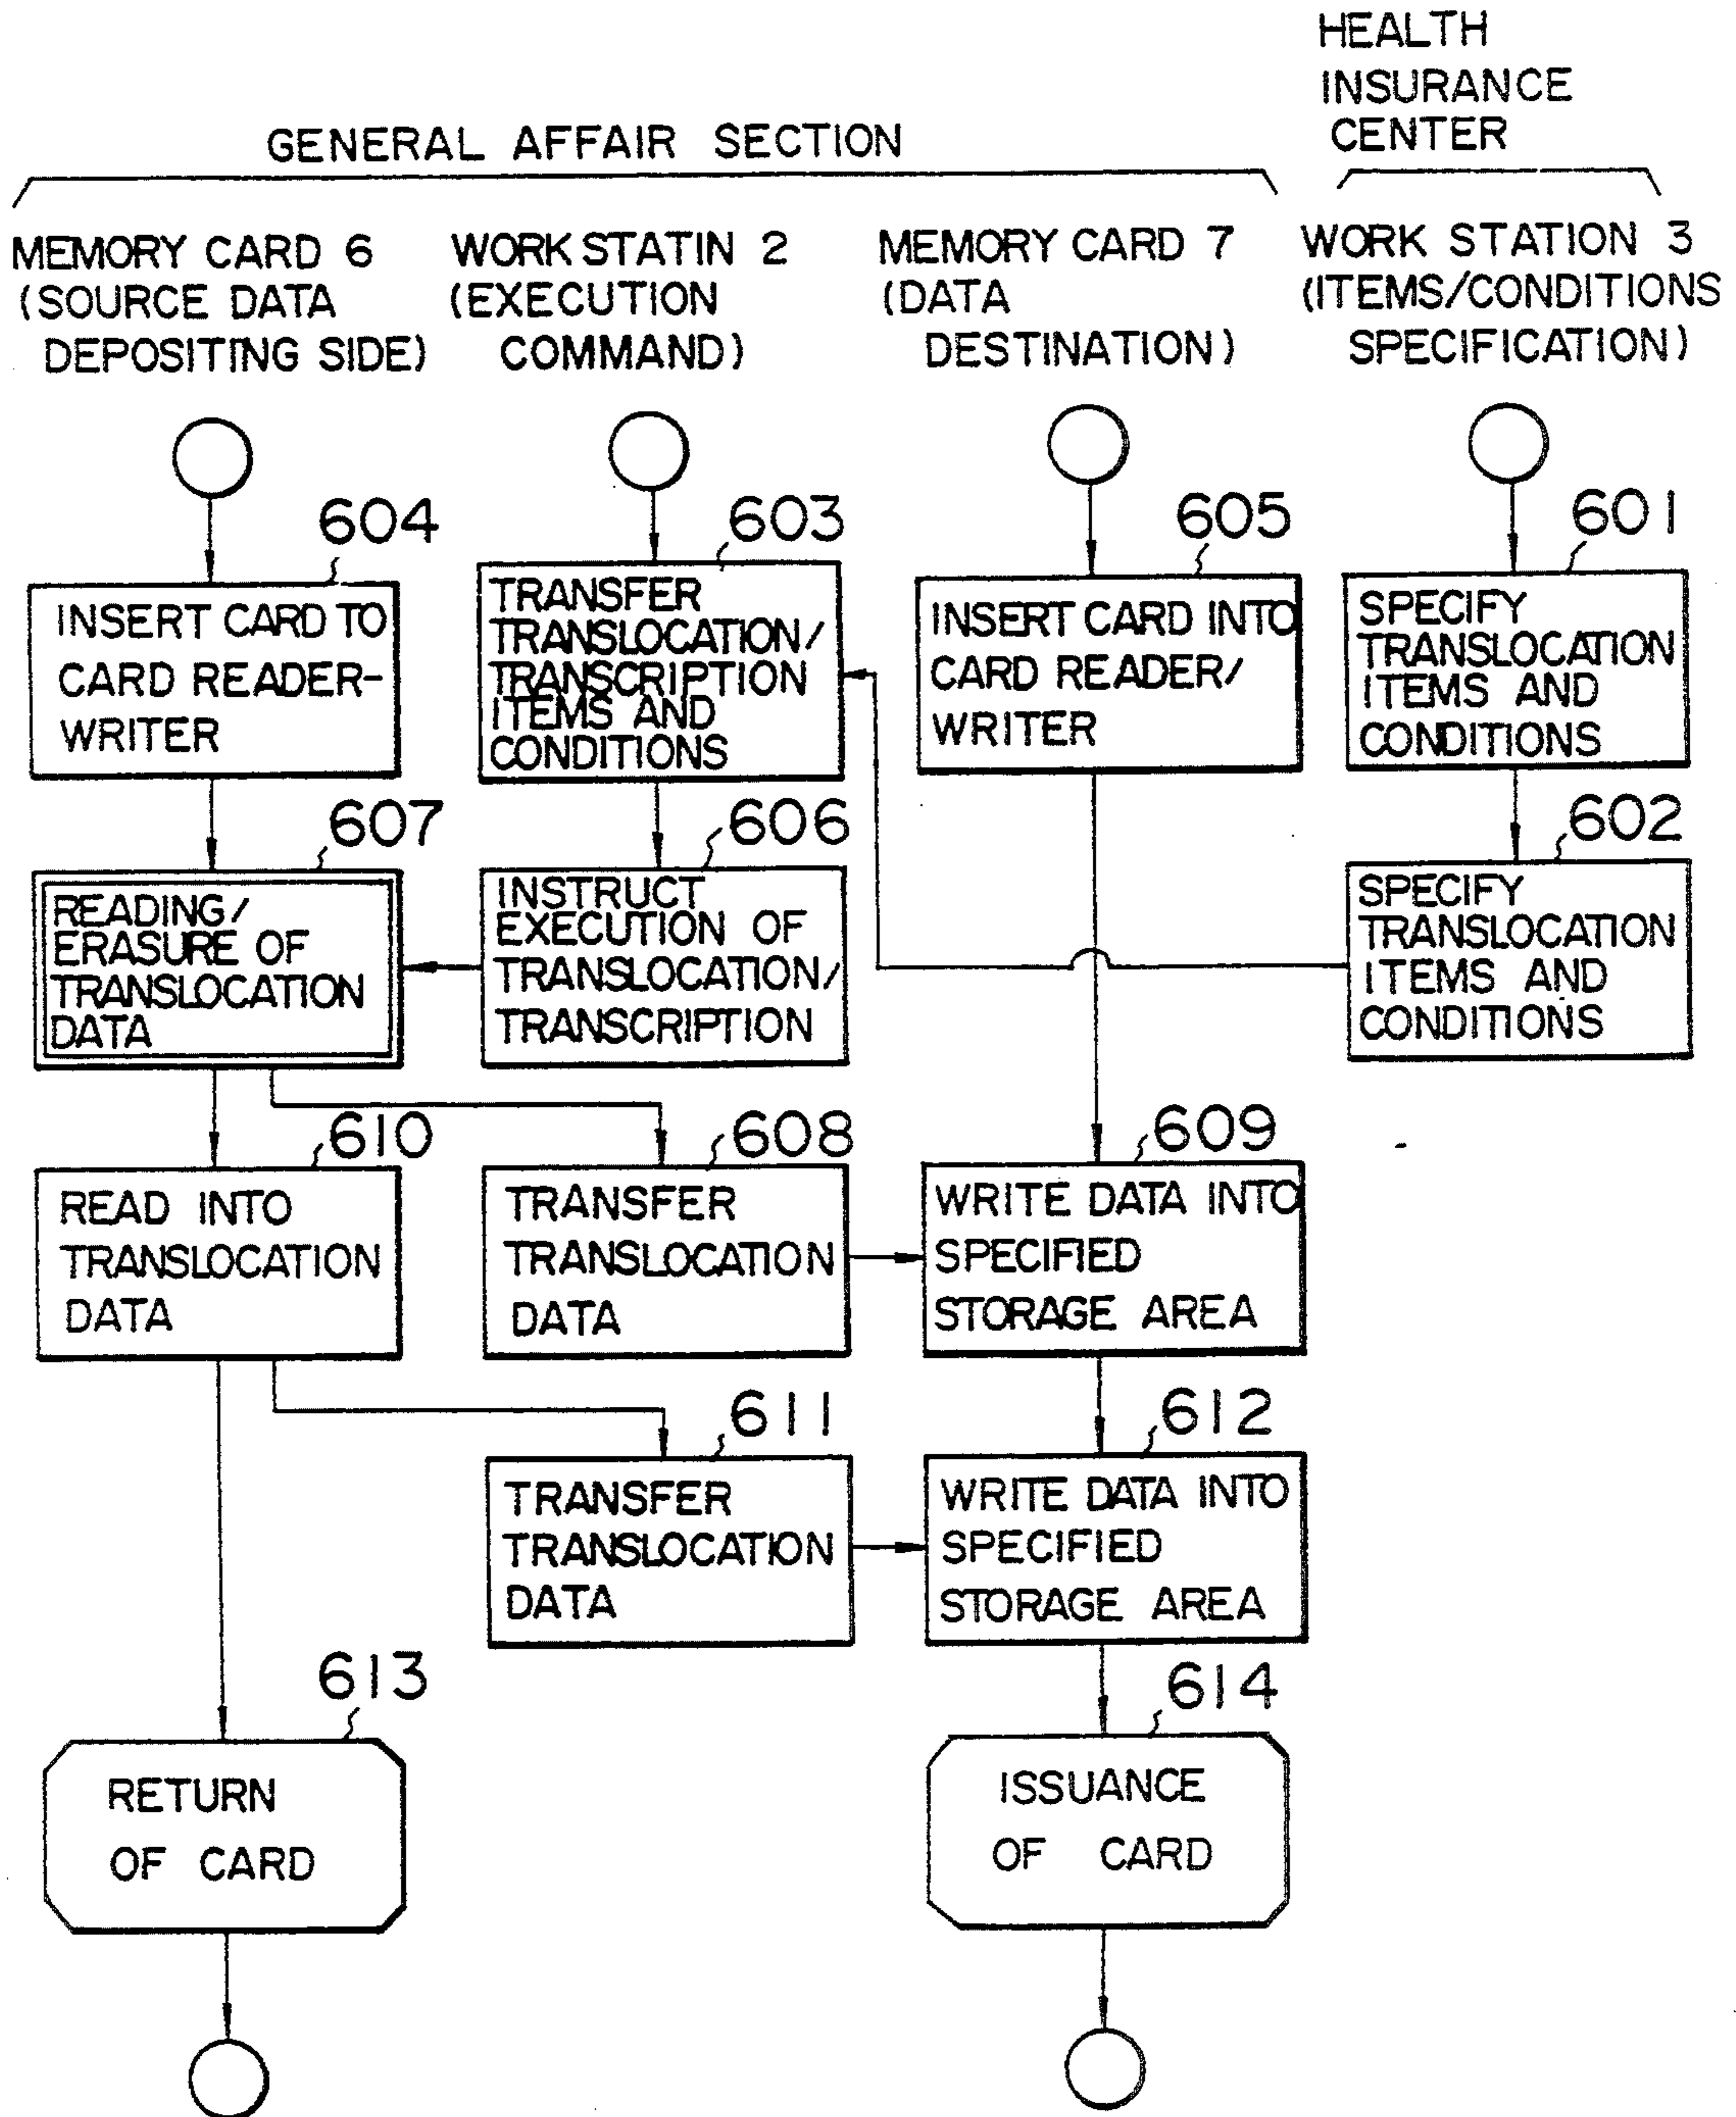 HEALTH
INSURANCE
CENTER
GENERAL AFFAIR SECTION
MEMORY CARD 6
(SOURCE DATA
DEPOSITING SIDE)
WORK STATIN 2
(EXECUTION
COMMAND)
MEMORY CARD 7
(DATA
DESTINATION)
WORK STATION 3
(ITEMS/CONDITIONS
SPECIFICATION)
604
INSERT CARD TO
CARD READER-
WRITER
603
TRANSFER
TRANSLOCATION/
TRANSCRIPTION
ITEMS AND
CONDITIONS
605
INSERT CARD INTO
CARD READER/
WRITER
601
SPECIFY
TRANSLOCATION
ITEMS AND
CONDITIONS
607
READING/
ERASURE OF
TRANSLOCATION
DATA
606
INSTRUCT
EXECUTION OF
TRANSLOCATION/
TRANSCRIPTION
602
SPECIFY
TRANSLOCATION
ITEMS AND
CONDITIONS
610
READ INTO
TRANSLOCATION
DATA
608
TRANSFER
TRANSLOCATION
DATA
609
WRITE DATA INTO
SPECIFIED
STORAGE AREA
611
TRANSFER
TRANSLOCATION
DATA
612
WRITE DATA INTO
SPECIFIED
STORAGE AREA
613
RETURN
OF CARD
614
ISSUANCE
OF CARD